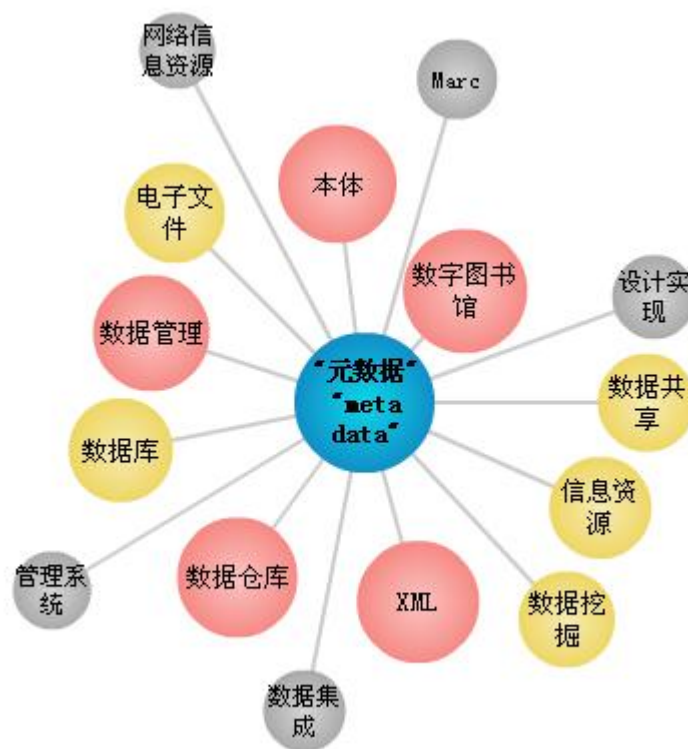 网络信
息资源
Marc
本体
电子文
件
数字图书
馆
设计实
现
数据管理
"元数据"
"meta
data"
数据共
享
数据库
信息资
源
管理系
统
数据仓库
XML
数据挖
掘
数据集
成